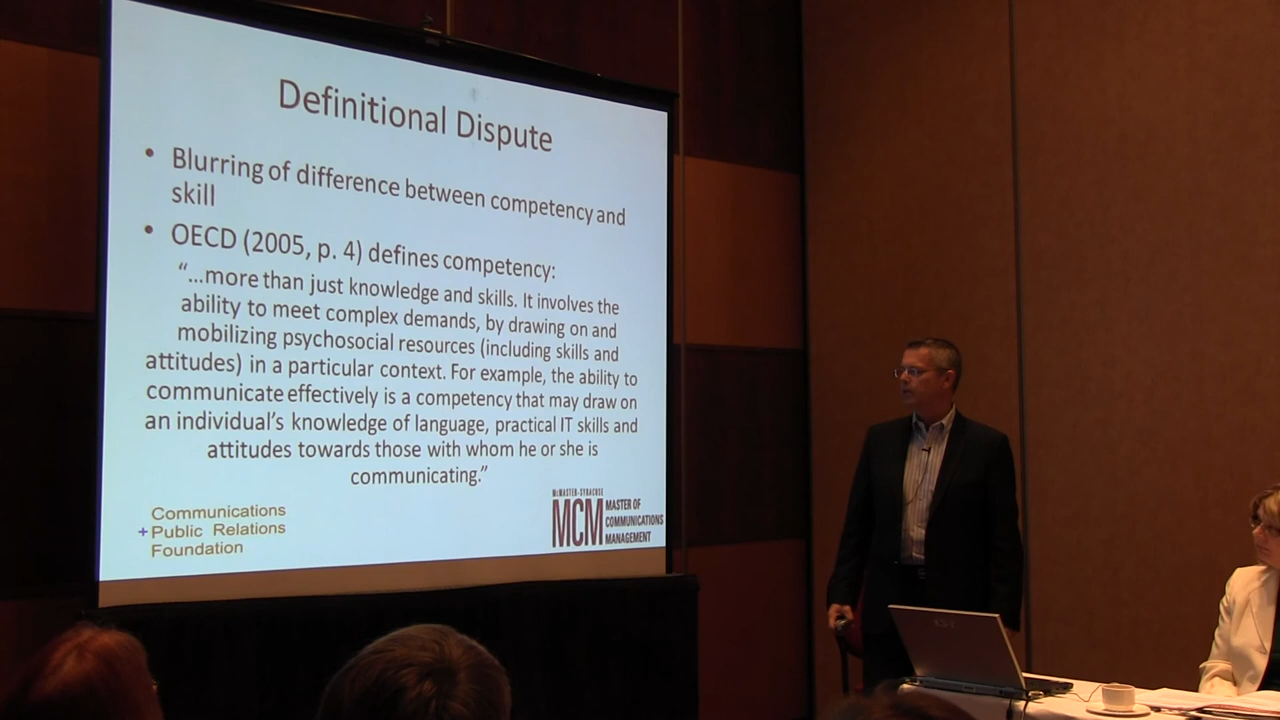 Definitional Dispute
• Blurring of difference between competency and
skill
• OECD (2005, p. 4) defines competency:
“...more than just knowledge and skills. It involves the
ability to meet complex demands, by drawing on and
mobilizing psychosocial resources (including skills and
attitudes) in a particular context. For example, the ability to
communicate effectively is a competency that may draw on
an individual’s knowledge of language, practical IT skills and
attitudes towards those with whom he or she is
communicating.”
Communications
+Public Relations
Foundation
McMASTER-SYRACUSE
MCM
MASTER OF
COMMUNICATIONS
MANAGEMENT